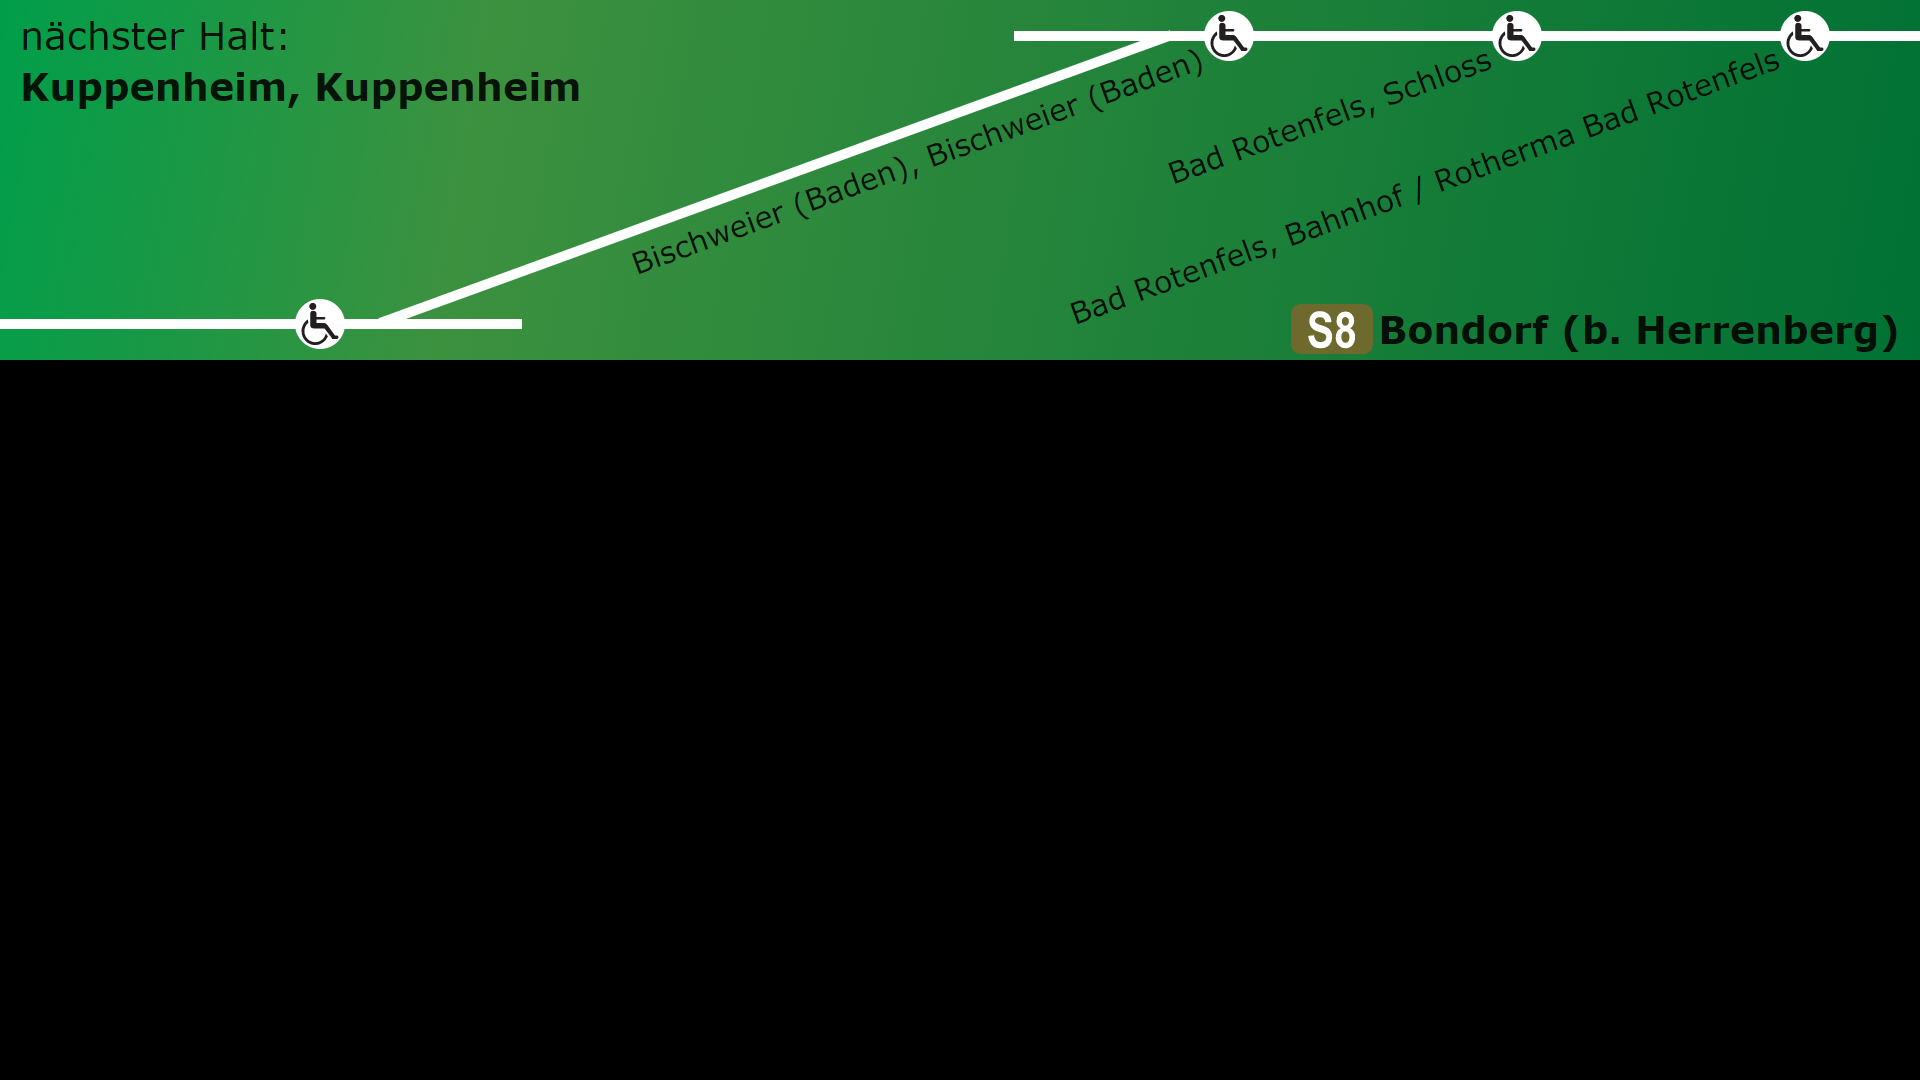 nächster Halt:
Kuppenheim, Kuppenheim
Bischweier (Baden), Bischweier (Baden)
Bad Rotenfels, Schloss
Bad Rotenfels, Bahnhof / Rotherma Bad Rotenfels
S8 Bondorf (b. Herrenberg)